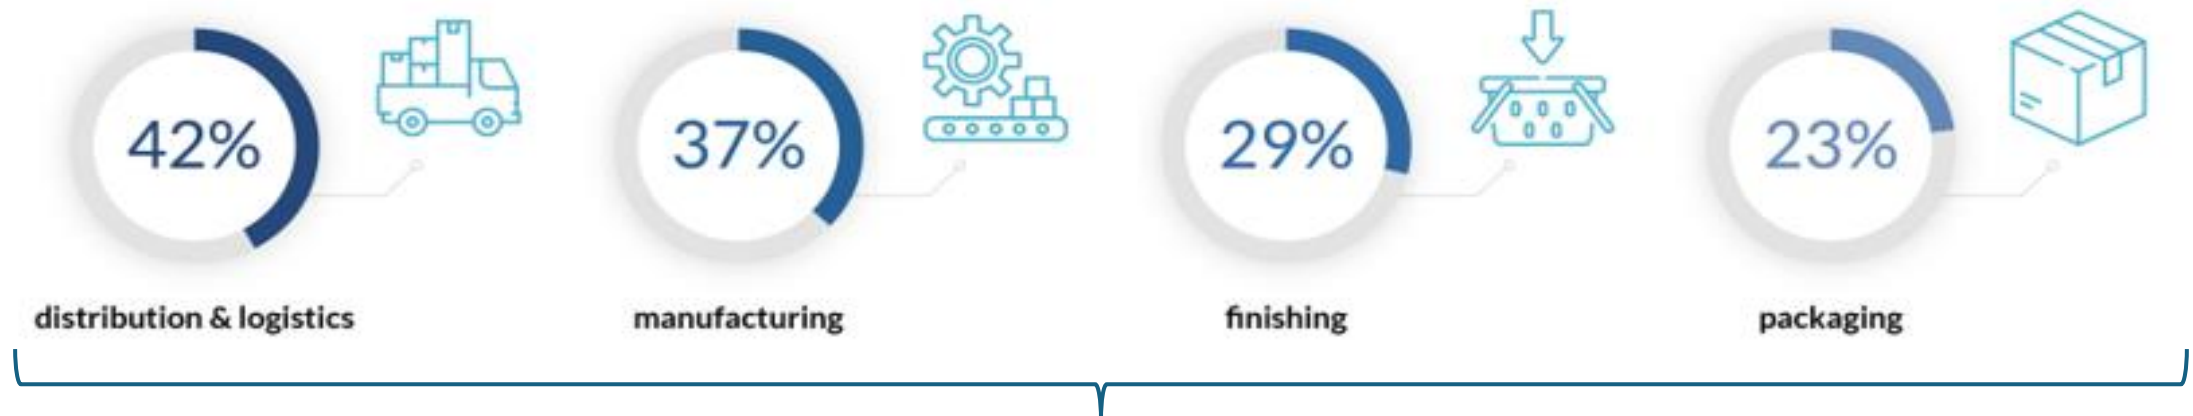 42% 37% 29% 23%
distribution & logistics manufacturing finishing packaging